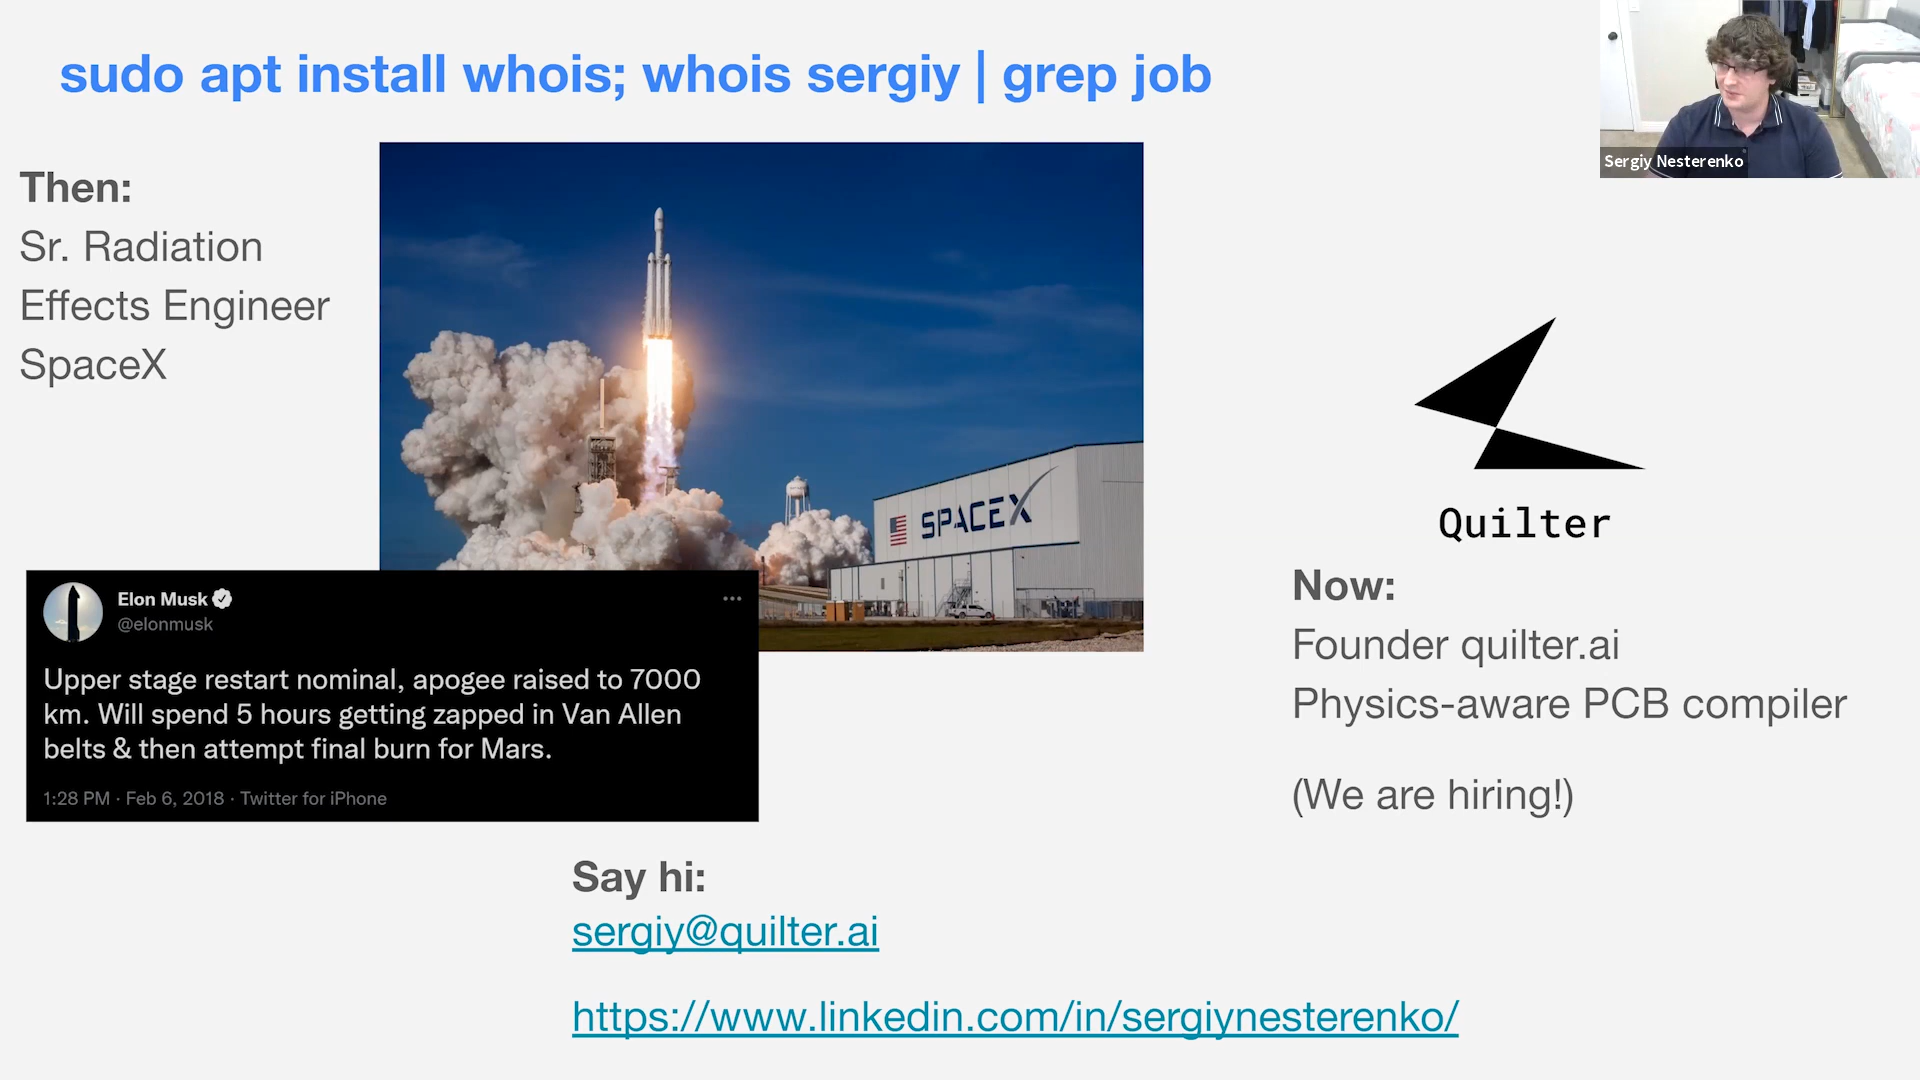 sudo apt install whois; whois sergiy | grep job
Sergiy Nesterenko
Then:
Sr. Radiation
Effects Engineer
SpaceX
SPACEX
Elon Musk
@elonmusk
Upper stage restart nominal, apogee raised to 7000
km. Will spend 5 hours getting zapped in Van Allen
belts & then attempt final burn for Mars.
1:28 PM · Feb 6, 2018 · Twitter for iPhone
Quilter
Now:
Founder quilter.ai
Physics-aware PCB compiler
(We are hiring!)
Say hi:
sergiy@quilter.ai
https://www.linkedin.com/in/sergiynesterenko/